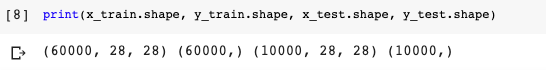 [8] print(x_train.shape, y_train.shape, x_test.shape, y_test.shape)
(60000, 28, 28) (60000,) (10000, 28, 28) (10000,)